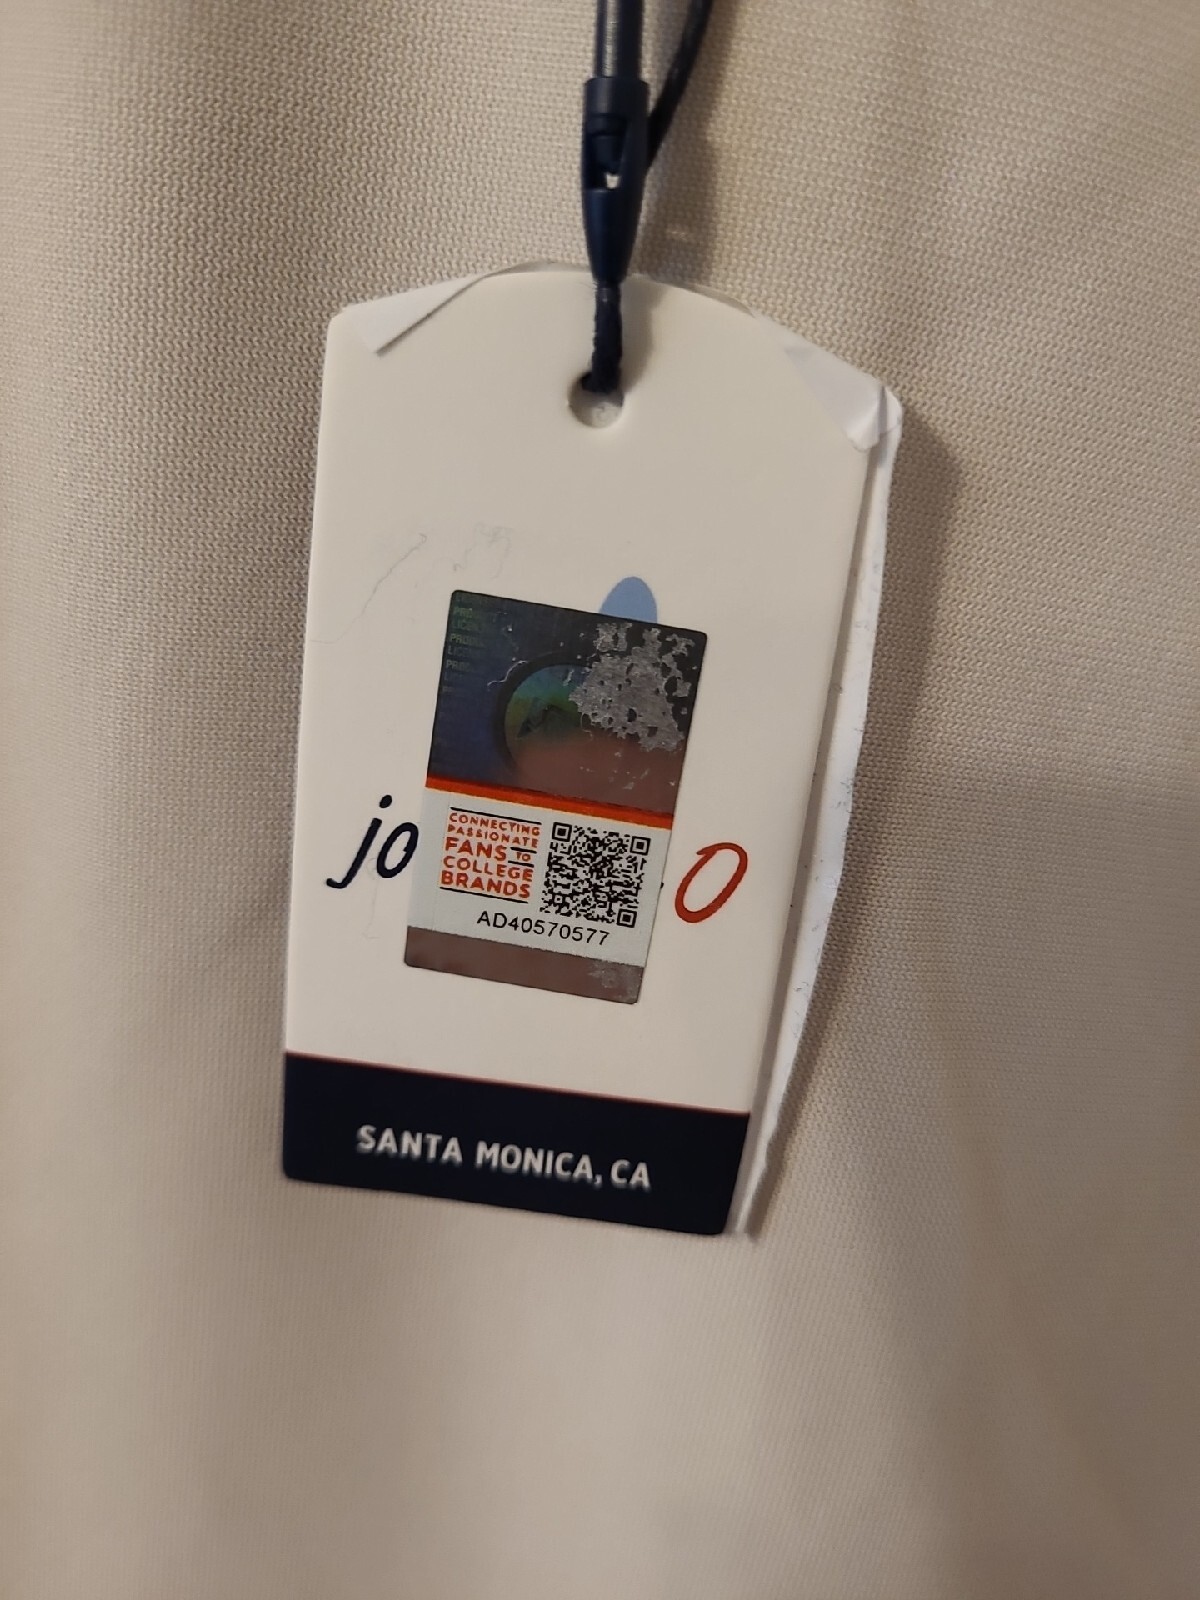 jo O
CONNECTING
PASSIONATE
FANS TO
COLLEGE
BRANDS
AD40570577
SANTA MONICA, CA